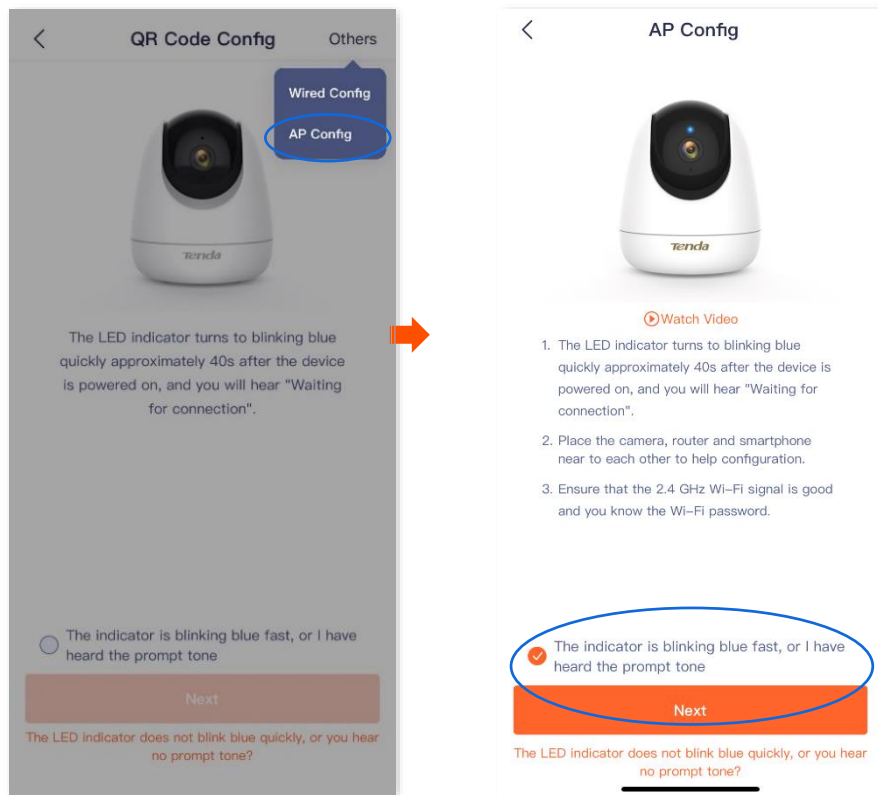 QR Code Config
Others
Wired Config
AP Config
Tenda
The LED indicator turns to blinking blue
quickly approximately 40s after the device
is powered on, and you will hear "Waiting
for connection".
The indicator is blinking blue fast, or I have
heard the prompt tone
Next
The LED indicator does not blink blue quickly, or you hear
no prompt tone?
AP Config
Tenda
Watch Video
1. The LED indicator turns to blinking blue
quickly approximately 40s after the device is
powered on, and you will hear "Waiting for
connection".
2. Place the camera, router and smartphone
near to each other to help configuration.
3. Ensure that the 2.4 GHz Wi-Fi signal is good
and you know the Wi-Fi password.
The indicator is blinking blue fast, or I have
heard the prompt tone
Next
The LED indicator does not blink blue quickly, or you hear
no prompt tone?